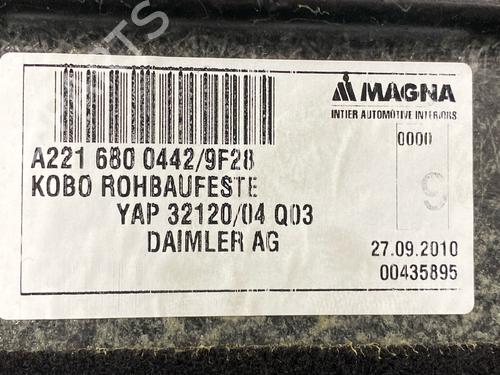 MAGNA
INTIER AUTOMOTIVE INTERIORS
0000
A221 680 0442/9F28
KOBO ROHBAUFESTE
YAP 32120/04 Q03
DAIMLER AG
27.09.2010
00435895